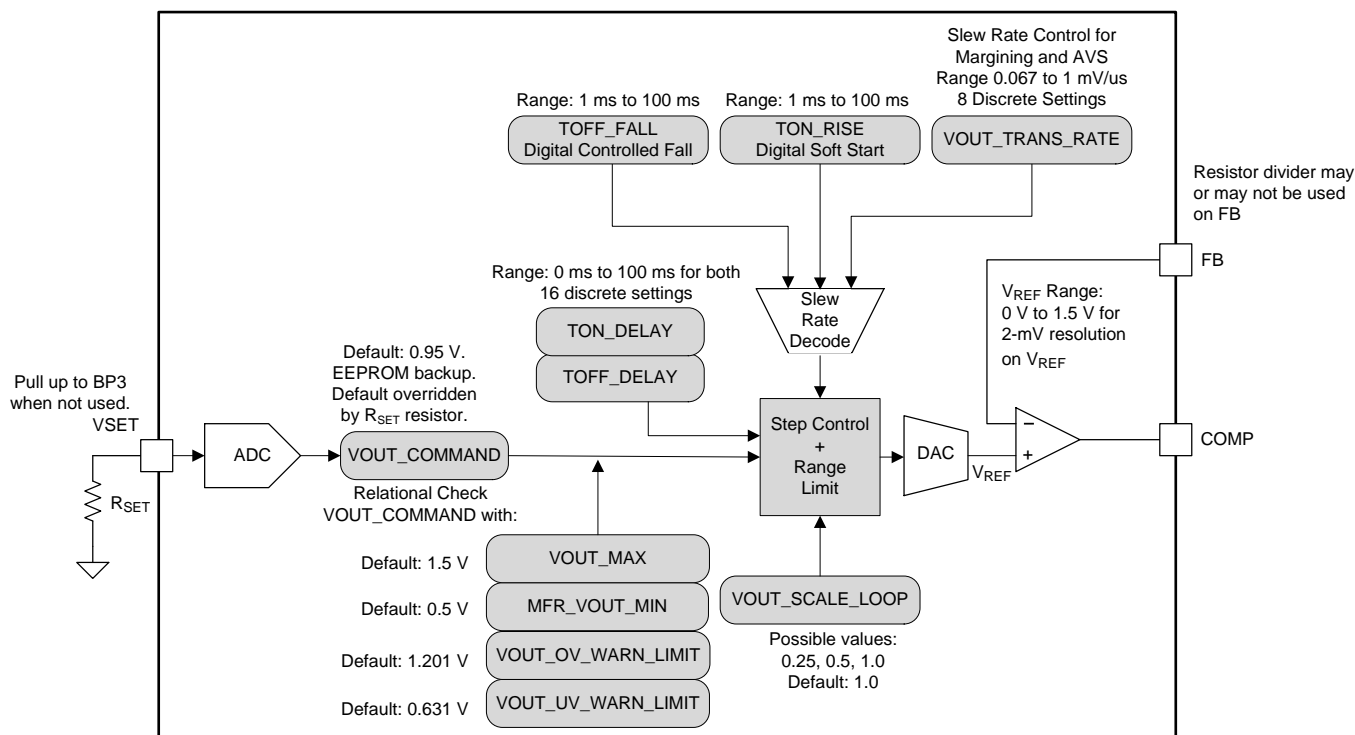 Slew Rate Control for
Margining and AVS
Range 0.067 to 1 mV/us
8 Discrete Settings
Range: 1 ms to 100 ms
Range: 1 ms to 100 ms
TOFF_FALL
Digital Controlled Fall
TON_RISE
Digital Soft Start
VOUT_TRANS_RATE
Resistor divider may
or may not be used
on FB
FB
Range: 0 ms to 100 ms for both
16 discrete settings
TON_DELAY
TOFF_DELAY
Slew
Rate
Decode
VREF Range:
0 V to 1.5 V for
2-mV resolution
on VREF
Default: 0.95 V.
EEPROM backup.
Default overridden
by RSET resistor.
Pull up to BP3
when not used.
VSET
RSET
ADC
VOUT_COMMAND
Step Control
+
Range
Limit
DAC
VREF
−
+
COMP
Relational Check
VOUT_COMMAND with:
Default: 1.5 V
VOUT_MAX
Default: 0.5 V
MFR_VOUT_MIN
Default: 1.201 V
VOUT_OV_WARN_LIMIT
Default: 0.631 V
VOUT_UV_WARN_LIMIT
VOUT_SCALE_LOOP
Possible values:
0.25, 0.5, 1.0
Default: 1.0